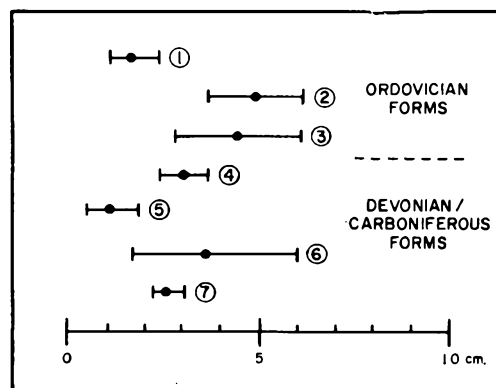 ①
②
ORDOVICIAN
FORMS
③
④
⑤
DEVONIAN /
CARBONIFEROUS
FORMS
⑥
⑦
0 5 10 cm.